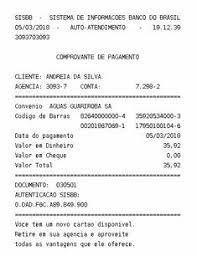 SISBB - SISTEMA DE INFORMACOES BANCO DO BRASIL
05/03/2018 - AUTO-ATENDIMENTO - 19.12.39
3093703093
COMPROVANTE DE PAGAMENTO
CLIENTE: ANDREIA DA SILVA
AGENCIA: 3093-7 CONTA: 7.298-2
Convenio AGUAS GUARIROBA SA
Codigo de Barras 82640000000-4 35920534000-3
00201867069-1 17950100104-6
Data do pagamento 05/03/2018
Valor em Dinheiro 35,92
Valor em Cheque 0,00
Valor Total 35,92
DOCUMENTO: 030501
AUTENTICACAO SISBB:
0.DAD.F6C.A89.849.900
Voce tem um novo cartao disponivel.
Retire em sua agencia e aproveite
todas as vantagens que ele oferece.